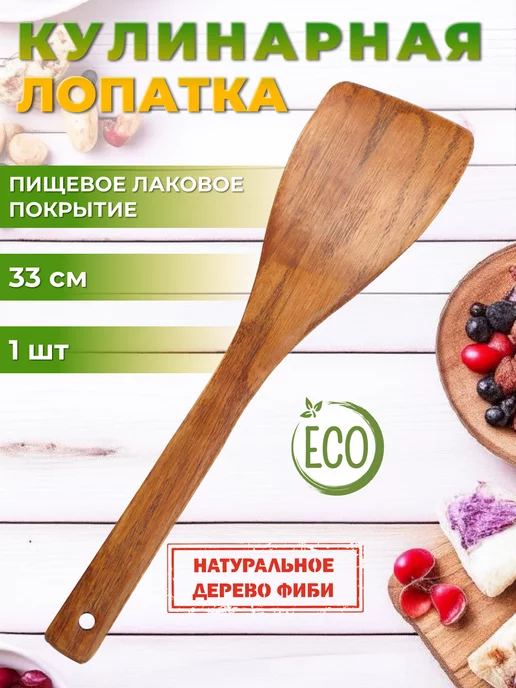 КУЛИНАРНАЯ
ЛОПАТКА
ПИЩЕВОЕ ЛАКОВОЕ
ПОКРЫТИЕ
33 см
1 шт
ECO
НАТУРАЛЬНОЕ
ДЕРЕВО ФИБИ